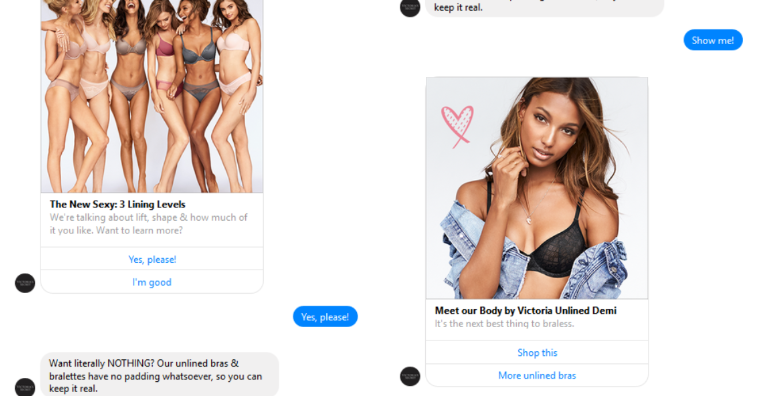 The New Sexy: 3 Lining Levels
We're talking about lift, shape & how much of
it you like. Want to learn more?
Yes, please!
I'm good
Yes, please!
Want literally NOTHING? Our unlined bras &
bralettes have no padding whatsoever, so you can
keep it real.
keep it real.
Show me!
Meet our Body by Victoria Unlined Demi
It's the next best thing to braless.
Shop this
More unlined bras